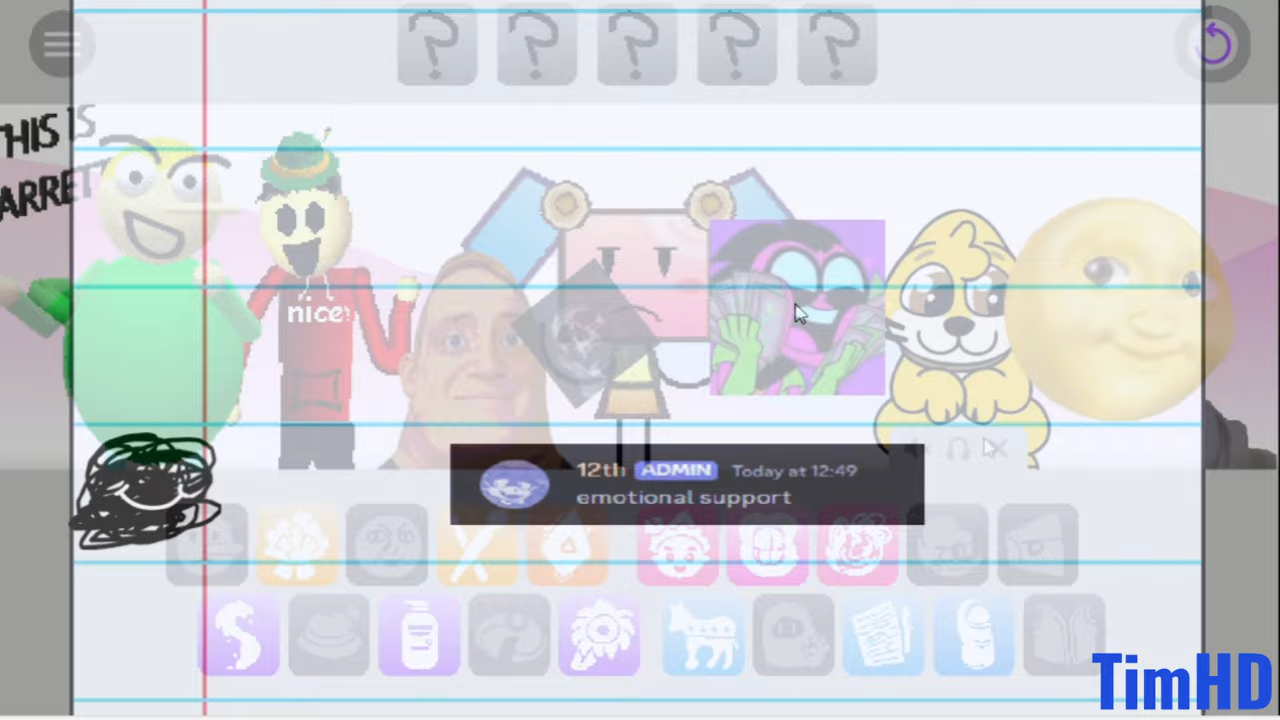 THIS IS
ARRET
nice!
12th ADMIN Today at 12:49
emotional support
TimHD